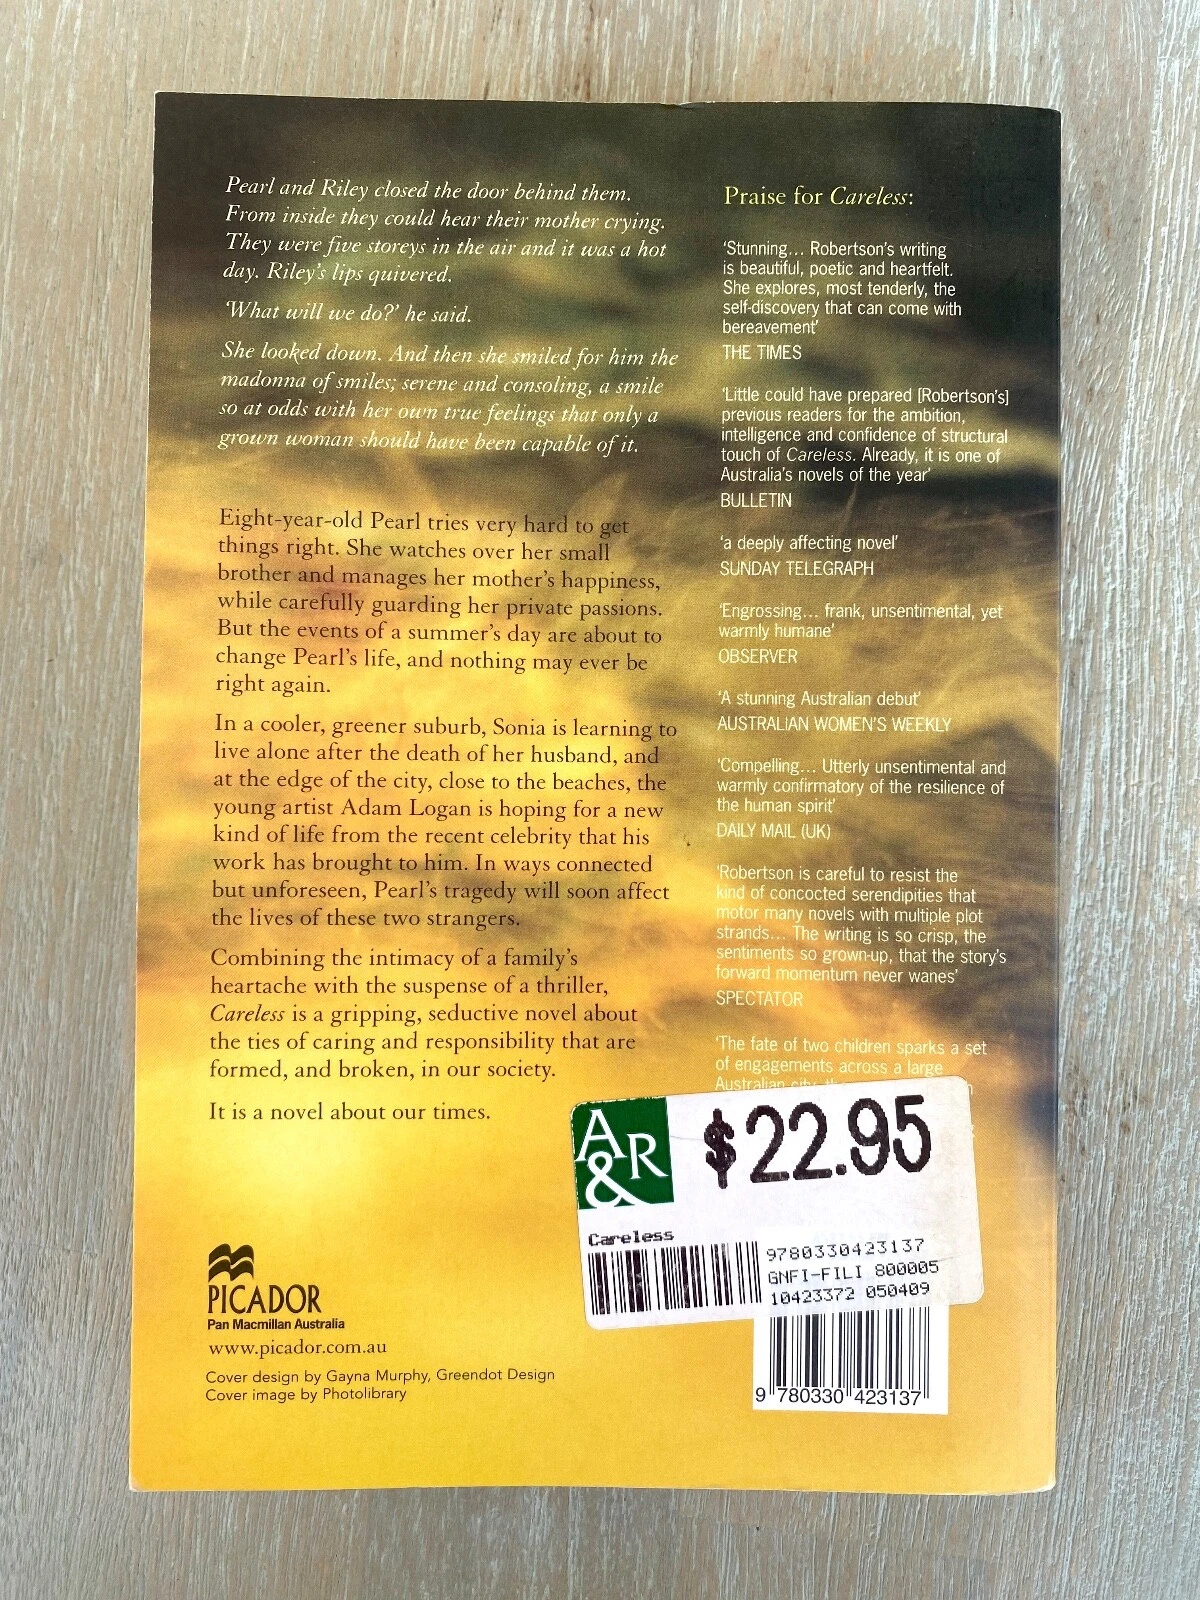 Pearl and Riley closed the door behind them.
From inside they could hear their mother crying.
They were five storeys in the air and it was a hot
day. Riley's lips quivered.
'What will we do?' he said.
She looked down. And then she smiled for him the
madonna of smiles; serene and consoling, a smile
so at odds with her own true feelings that only a
grown woman should have been capable of it.
Eight-year-old Pearl tries very hard to get
things right. She watches over her small
brother and manages her mother's happiness,
while carefully guarding her private passions.
But the events of a summer's day are about to
change Pearl's life, and nothing may ever be
right again.
In a cooler, greener suburb, Sonia is learning to
live alone after the death of her husband, and
at the edge of the city, close to the beaches, the
young artist Adam Logan is hoping for a new
kind of life from the recent celebrity that his
work has brought to him. In ways connected
but unforeseen, Pearl's tragedy will soon affect
the lives of these two strangers.
Combining the intimacy of a family's
heartache with the suspense of a thriller,
Careless is a gripping, seductive novel about
the ties of caring and responsibility that are
formed, and broken, in our society.
It is a novel about our times.
PICADOR
Pan Macmillan Australia
www.picador.com.au
Cover design by Gayna Murphy, Greendot Design
Cover image by Photolibrary
Praise for Careless:
'Stunning... Robertson's writing
is beautiful, poetic and heartfelt.
She explores, most tenderly, the
self-discovery that can come with
bereavement'
THE TIMES
'Little could have prepared [Robertson's]
previous readers for the ambition,
intelligence and confidence of structural
touch of Careless. Already, it is one of
Australia's novels of the year'
BULLETIN
'a deeply affecting novel'
SUNDAY TELEGRAPH
'Engrossing... frank, unsentimental, yet
warmly humane'
OBSERVER
'A stunning Australian debut'
AUSTRALIAN WOMEN'S WEEKLY
'Compelling... Utterly unsentimental and
warmly confirmatory of the resilience of
the human spirit'
DAILY MAIL (UK)
'Robertson is careful to resist the
kind of concocted serendipities that
motor many novels with multiple plot
strands... The writing is so crisp, the
sentiments so grown-up, that the story's
forward momentum never wanes'
SPECTATOR
'The fate of two children sparks a set
of engagements across a large
Australian city,
A&R
$22.95
Careless
9780330423137
GNFI-FILI 800005
10423372 050409
9 780330 423137